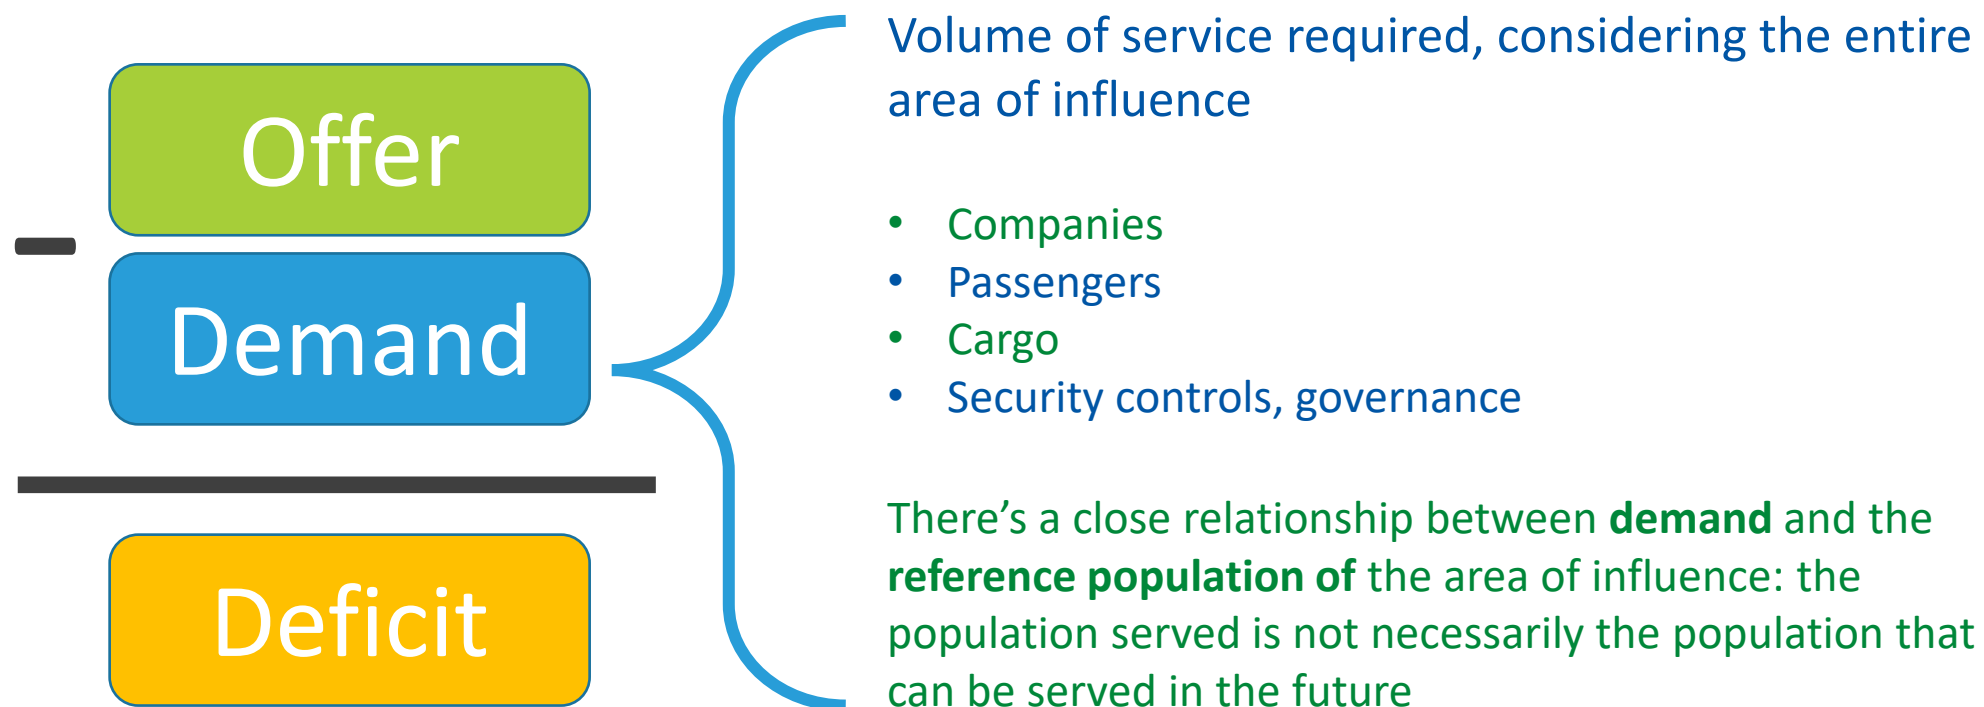 Offer
Demand
Deficit
Volume of service required, considering the entire
area of influence
• Companies
• Passengers
• Cargo
• Security controls, governance
There’s a close relationship between demand and the
reference population of the area of influence: the
population served is not necessarily the population that
can be served in the future